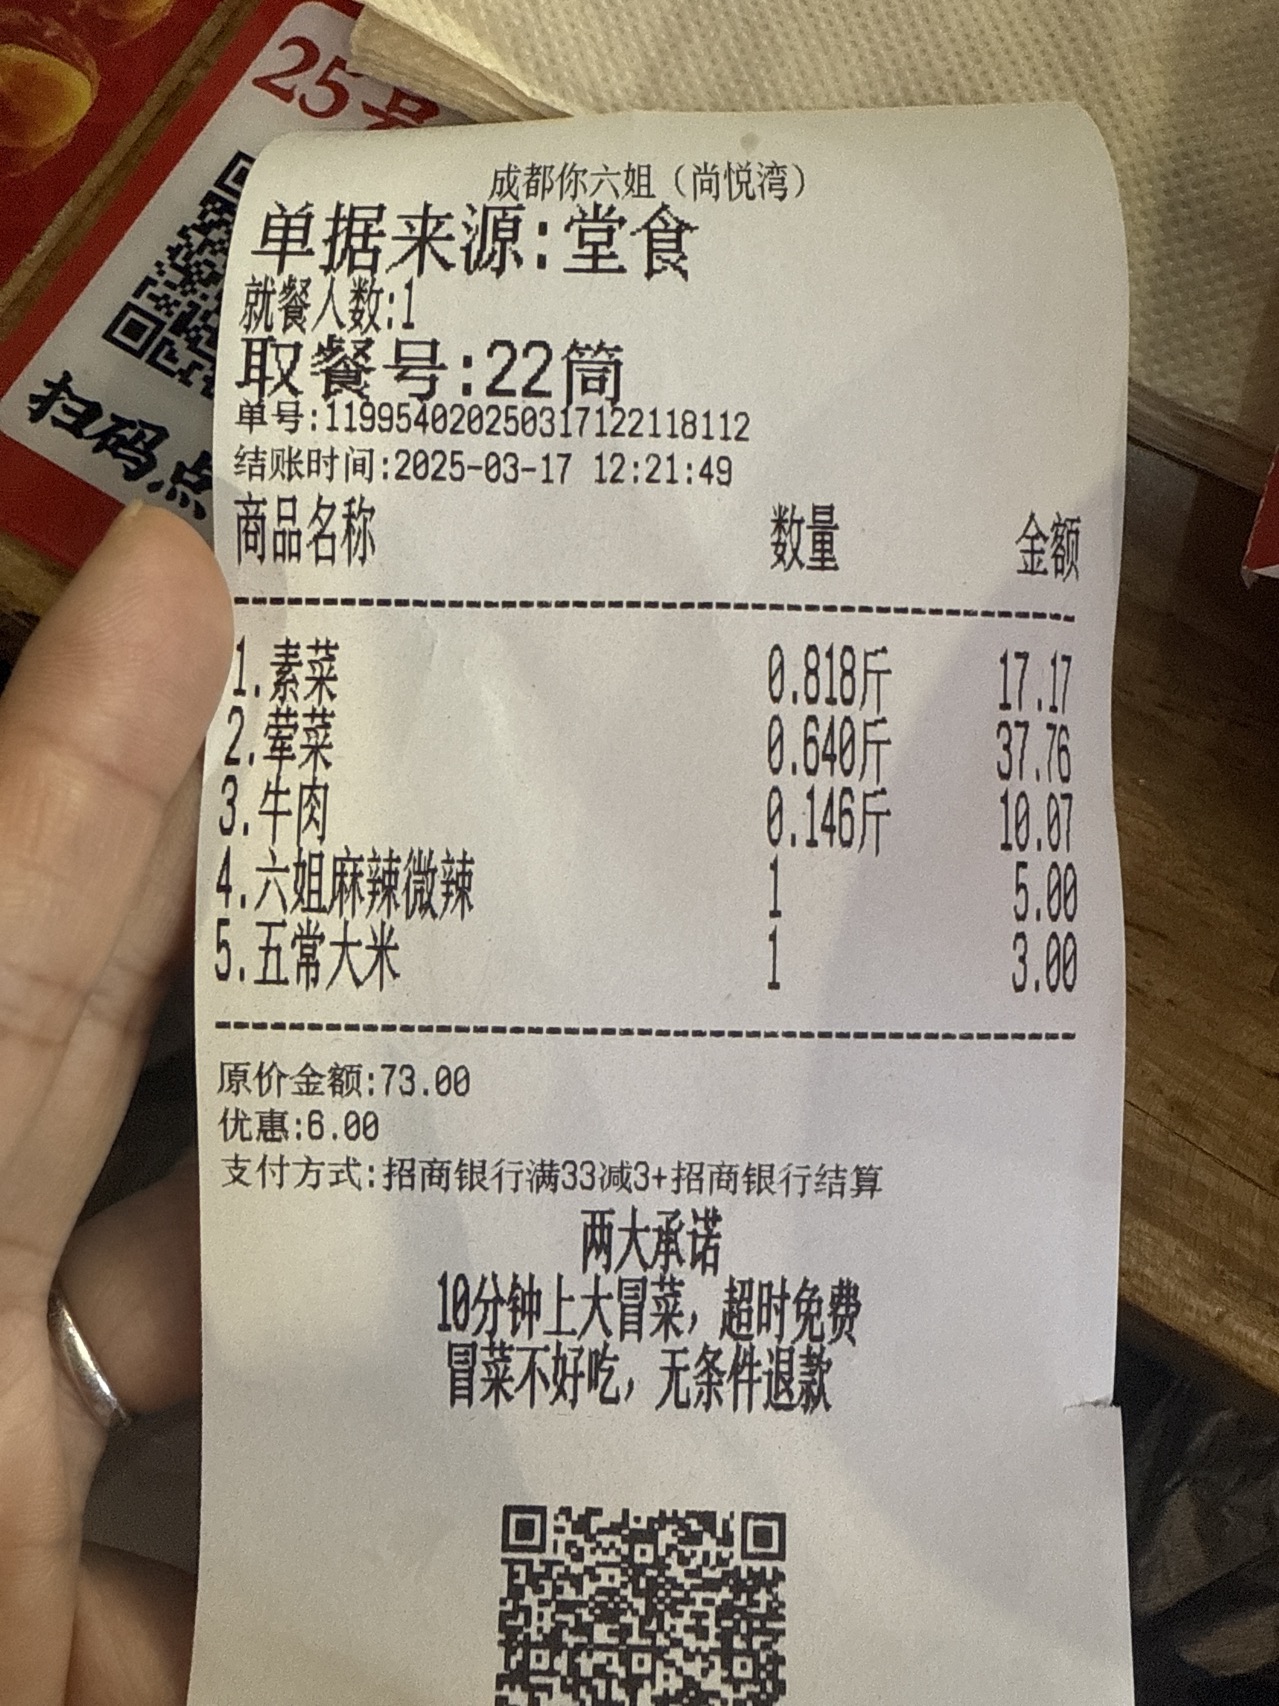 25号
扫码点
成都你六姐（尚悦湾）
单据来源:堂食
就餐人数:1
取餐号:22筒
单号:119954020250317122118112
结账时间:2025-03-17 12:21:49
商品名称 数量 金额
1.素菜 0.818斤 17.17
2.荤菜 0.640斤 37.76
3.牛肉 0.146斤 10.07
4.六姐麻辣微辣 1 5.00
5.五常大米 1 3.00
原价金额:73.00
优惠:6.00
支付方式:招商银行满33减3+招商银行结算
两大承诺
10分钟上大冒菜，超时免费
冒菜不好吃，无条件退款